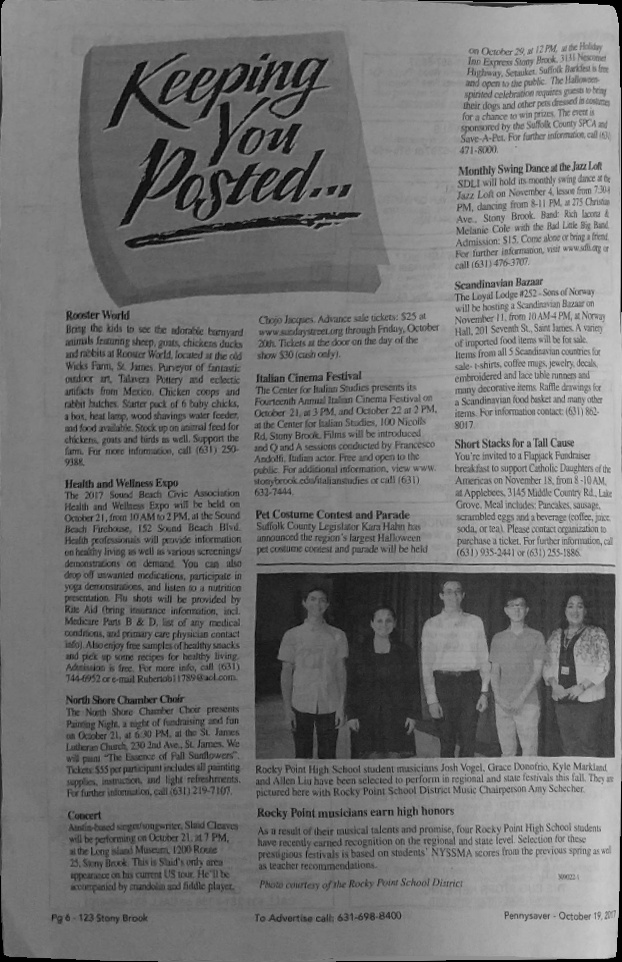 Keeping
You
Posted...
Rooster World
Bring the kids to see the adorable barnyard
animals featuring sheep, goats, chickens ducks
and rabbits at Rooster World, located at the old
Wicks Farm, St. James. Purveyor of fantastic
outdoor art, Talavera Pottery and eclectic
artifacts from Mexico. Chicken coops and
rabbit hutches. Starter pack of 6 baby chicks,
a box, heat lamp, wood shavings water feeder,
and food available. Stock up on animal feed for
chickens, goats and birds as well. Support the
farm. For more information, call (631) 250-
9388.
Health and Wellness Expo
The 2017 Sound Beach Civic Association
Health and Wellness Expo will be held on
October 21, from 10 AM to 2 PM, at the Sound
Beach Firehouse, 152 Sound Beach Blvd.
Health professionals will provide information
on healthy living as well as various screenings/
demonstrations on demand. You can also
drop off unwanted medications, participate in
yoga demonstrations, and listen to a nutrition
presentation. Flu shots will be provided by
Rite Aid (bring insurance information, incl.
Medicare Parts B & D, list of any medical
conditions, and primary care physician contact
info). Also enjoy free samples of healthy snacks
and pick up some recipes for healthy living.
Admission is free. For more info, call (631)
744-6952 or e-mail Rubertob11789@aol.com.
North Shore Chamber Choir
The North Shore Chamber Choir presents
Painting Night, a night of fundraising and fun
on October 21, at 6:30 PM, at the St. James
Lutheran Church, 230 2nd Ave., St. James. We
will paint "The Essence of Fall Sunflowers".
Tickets: $55 per participant includes all painting
supplies, instruction, and light refreshments.
For further information, call (631) 219-7107.
Concert
Austin-based singer/songwriter, Slaid Cleaves
will be performing on October 21, at 7 PM,
at the Long Island Museum, 1200 Route
25, Stony Brook. This is Slaid's only area
appearance on his current US tour. He'll be
accompanied by mandolin and fiddle player,
Chojo Jacques. Advance sale tickets: $25 at
www.sundaystreet.org through Friday, October
20th. Tickets at the door on the day of the
show $30 (cash only).
Italian Cinema Festival
The Center for Italian Studies presents its
Fourteenth Annual Italian Cinema Festival on
October 21, at 3 PM, and October 22 at 2 PM,
at the Center for Italian Studies, 100 Nicolls
Rd, Stony Brook. Films will be introduced
and Q and A sessions conducted by Francesco
Andolfi, Italian actor. Free and open to the
public. For additional information, view www.
stonybrook.edu/italianstudies or call (631)
632-7444.
Pet Costume Contest and Parade
Suffolk County Legislator Kara Hahn has
announced the region's largest Halloween
pet costume contest and parade will be held
on October 29, at 12 PM, at the Holiday
Inn Express Stony Brook, 3131 Nesconset
Highway, Setauket. Suffolk Barkfest is free
and open to the public. The Halloween-
spirited celebration requires guests to bring
their dogs and other pets dressed in costumes
for a chance to win prizes. The event is
sponsored by the Suffolk County SPCA and
Save-A-Pet. For further information, call (631)
471-8000.
Monthly Swing Dance at the Jazz Loft
SDLI will hold its monthly swing dance at the
Jazz Loft on November 4, lesson from 7:30-8
PM, dancing from 8-11 PM, at 275 Christian
Ave., Stony Brook. Band: Rich Iacona &
Melanie Cole with the Bad Little Big Band.
Admission: $15. Come alone or bring a friend.
For further information, visit www.sdli.org or
call (631) 476-3707.
Scandinavian Bazaar
The Loyal Lodge #252 - Sons of Norway
will be hosting a Scandinavian Bazaar on
November 11, from 10 AM-4 PM, at Norway
Hall, 201 Seventh St., Saint James. A variety
of imported food items will be for sale.
Items from all 5 Scandinavian countries for
sale- t-shirts, coffee mugs, jewelry, decals,
embroidered and lace table runners and
many decorative items. Raffle drawings for
a Scandinavian food basket and many other
items. For information contact: (631) 862-
8017.
Short Stacks for a Tall Cause
You're invited to a Flapjack Fundraiser
breakfast to support Catholic Daughters of the
Americas on November 18, from 8 -10 AM,
at Applebees, 3145 Middle Country Rd., Lake
Grove. Meal includes: Pancakes, sausage,
scrambled eggs and a beverage (coffee, juice,
soda, or tea). Please contact organization to
purchase a ticket. For further information, call
(631) 935-2441 or (631) 255-1886.
Rocky Point High School student musicians Josh Vogel, Grace Donofrio, Kyle Markland
and Allen Liu have been selected to perform in regional and state festivals this fall. They are
pictured here with Rocky Point School District Music Chairperson Amy Schecher.
Rocky Point musicians earn high honors
As a result of their musical talents and promise, four Rocky Point High School students
have recently earned recognition on the regional and state level. Selection for these
prestigious festivals is based on students' NYSSMA scores from the previous spring as well
as teacher recommendations.
Photo courtesy of the Rocky Point School District
Pg 6 - 123 Stony Brook
To Advertise call: 631-698-8400
Pennysaver - October 19, 2017